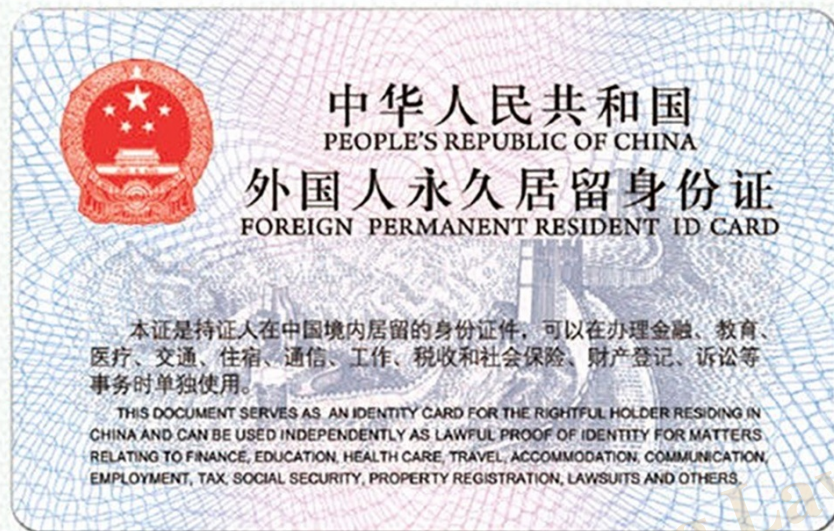 中华人民共和国
PEOPLE'S REPUBLIC OF CHINA
外国人永久居留身份证
FOREIGN PERMANENT RESIDENT ID CARD
本证是持证人在中国境内居留的身份证件，可以在办理金融、教育、
医疗、交通、住宿、通信、工作、税收和社会保险、财产登记、诉讼等
事务时单独使用。
THIS DOCUMENT SERVES AS AN IDENTITY CARD FOR THE RIGHTFUL HOLDER RESIDING IN
CHINA AND CAN BE USED INDEPENDENTLY AS LAWFUL PROOF OF IDENTITY FOR MATTERS
RELATING TO FINANCE, EDUCATION, HEALTH CARE, TRAVEL, ACCOMMODATION, COMMUNICATION,
EMPLOYMENT, TAX, SOCIAL SECURITY, PROPERTY REGISTRATION, LAWSUITS AND OTHERS.